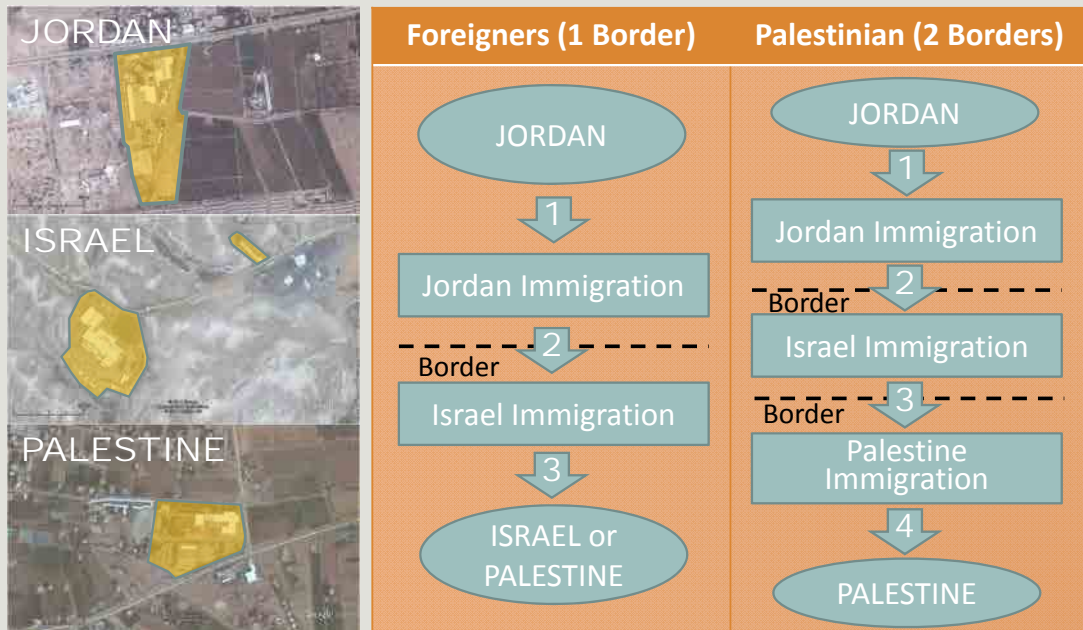 JORDAN
ISRAEL
PALESTINE
Foreigners (1 Border)
JORDAN
1
Jordan Immigration
2
Border
Israel Immigration
3
ISRAEL or
PALESTINE
Palestinian (2 Borders)
JORDAN
1
Jordan Immigration
2
Border
Israel Immigration
3
Border
Palestine
Immigration
4
PALESTINE